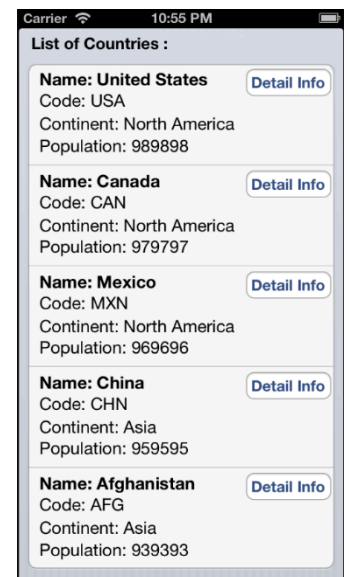 Carrier 10:55 PM
List of Countries :
Name: United States Detail Info
Code: USA
Continent: North America
Population: 989898
Name: Canada Detail Info
Code: CAN
Continent: North America
Population: 979797
Name: Mexico Detail Info
Code: MXN
Continent: North America
Population: 969696
Name: China Detail Info
Code: CHN
Continent: Asia
Population: 959595
Name: Afghanistan Detail Info
Code: AFG
Continent: Asia
Population: 939393